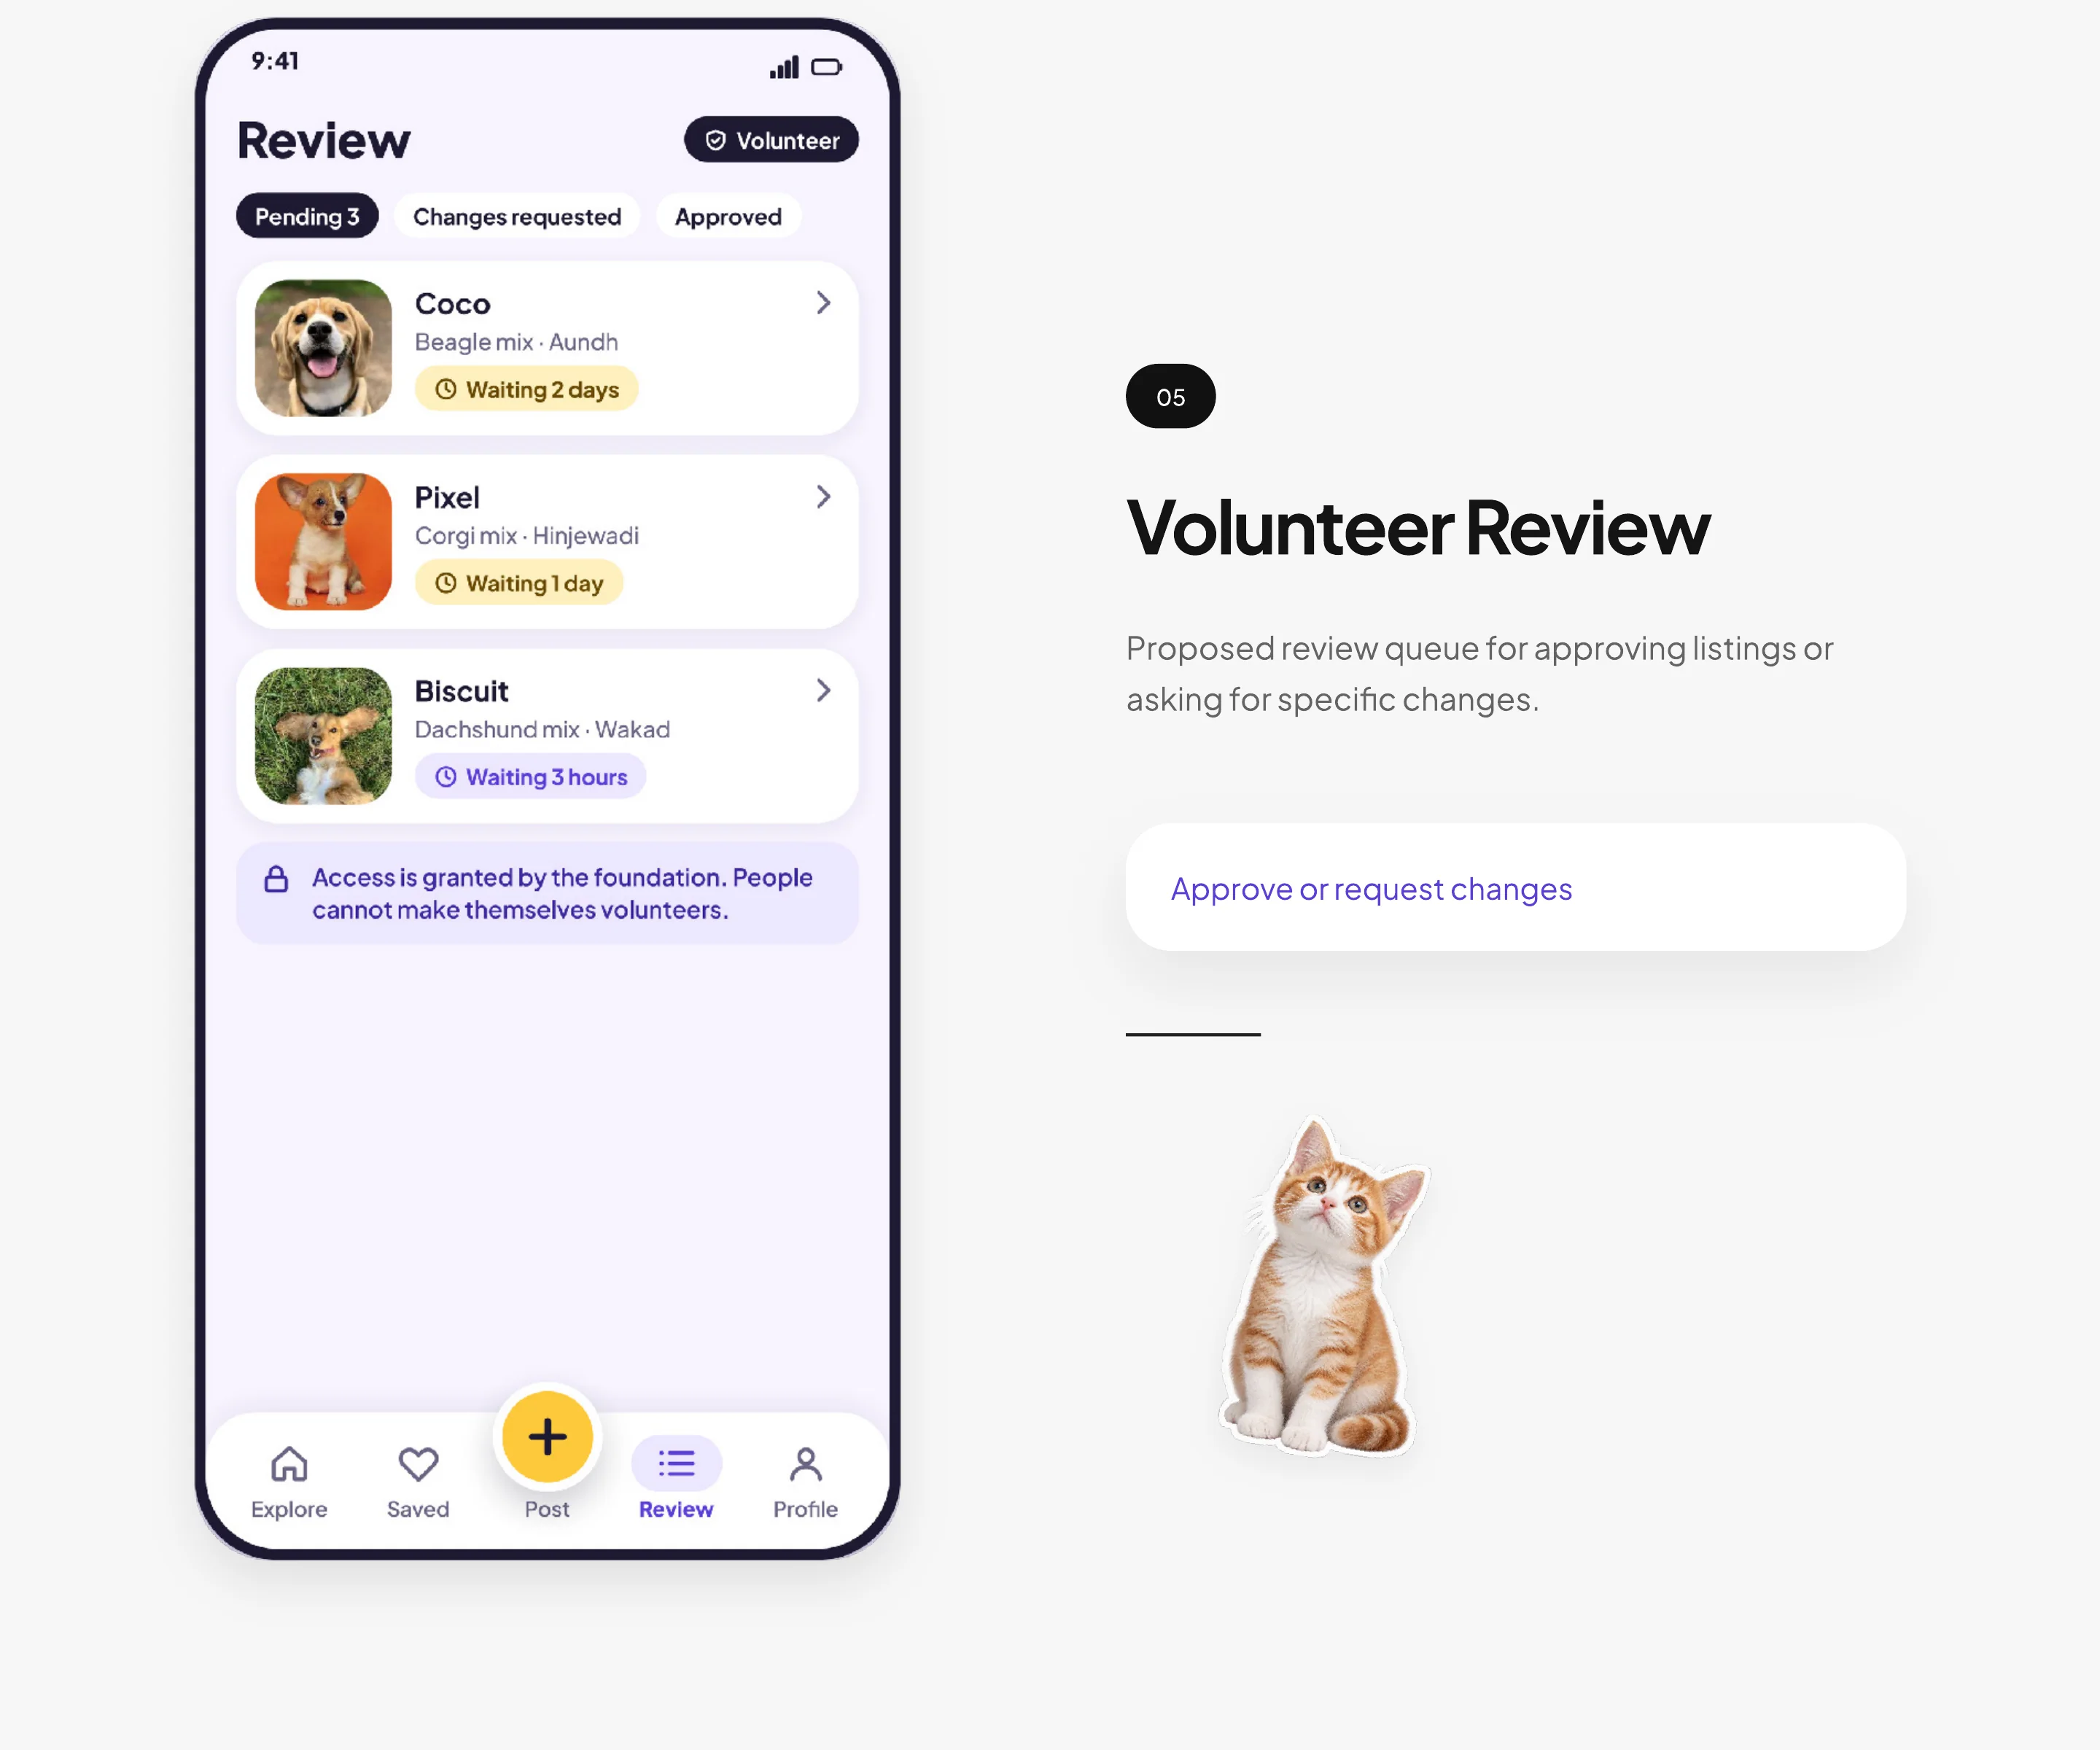 9:41
Review
Volunteer
Pending 3
Changes requested
Approved
Coco
Beagle mix · Aundh
Waiting 2 days
Pixel
Corgi mix · Hinjewadi
Waiting 1 day
Biscuit
Dachshund mix · Wakad
Waiting 3 hours
Access is granted by the foundation. People
cannot make themselves volunteers.
Explore
Saved
Post
Review
Profile
05
Volunteer Review
Proposed review queue for approving listings or
asking for specific changes.
Approve or request changes